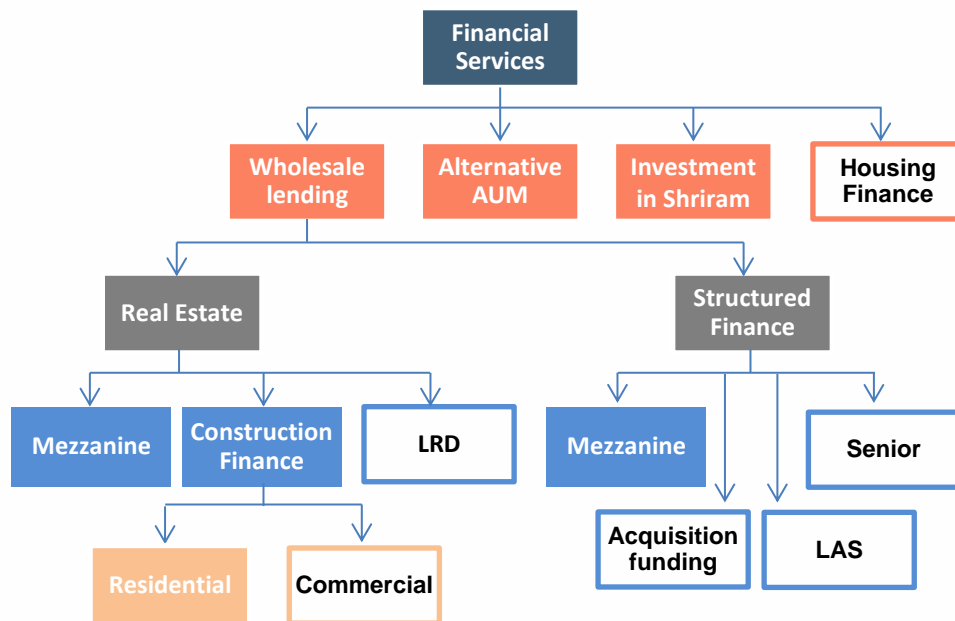 Financial
Services
Wholesale
lending
Alternative
AUM
Investment
in Shriram
Housing
Finance
Real Estate
Structured
Finance
Mezzanine
Construction
Finance
LRD
Mezzanine
Senior
Acquisition
funding
LAS
Residential
Commercial